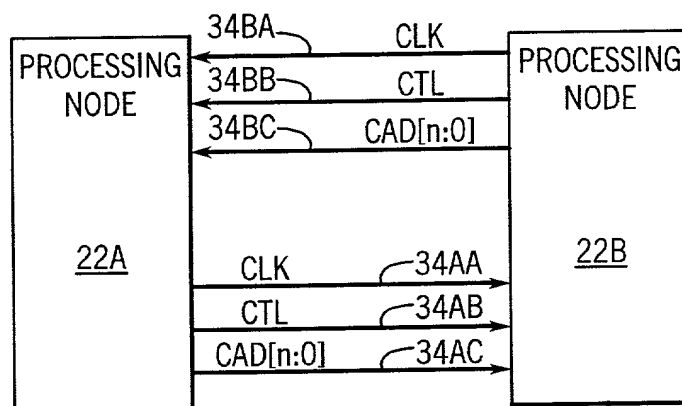 34BA CLK
PROCESSING NODE
34BB CTL
34BC CAD[n:0]
PROCESSING NODE
22A
22B
CLK 34AA
CTL 34AB
CAD[n:0] 34AC